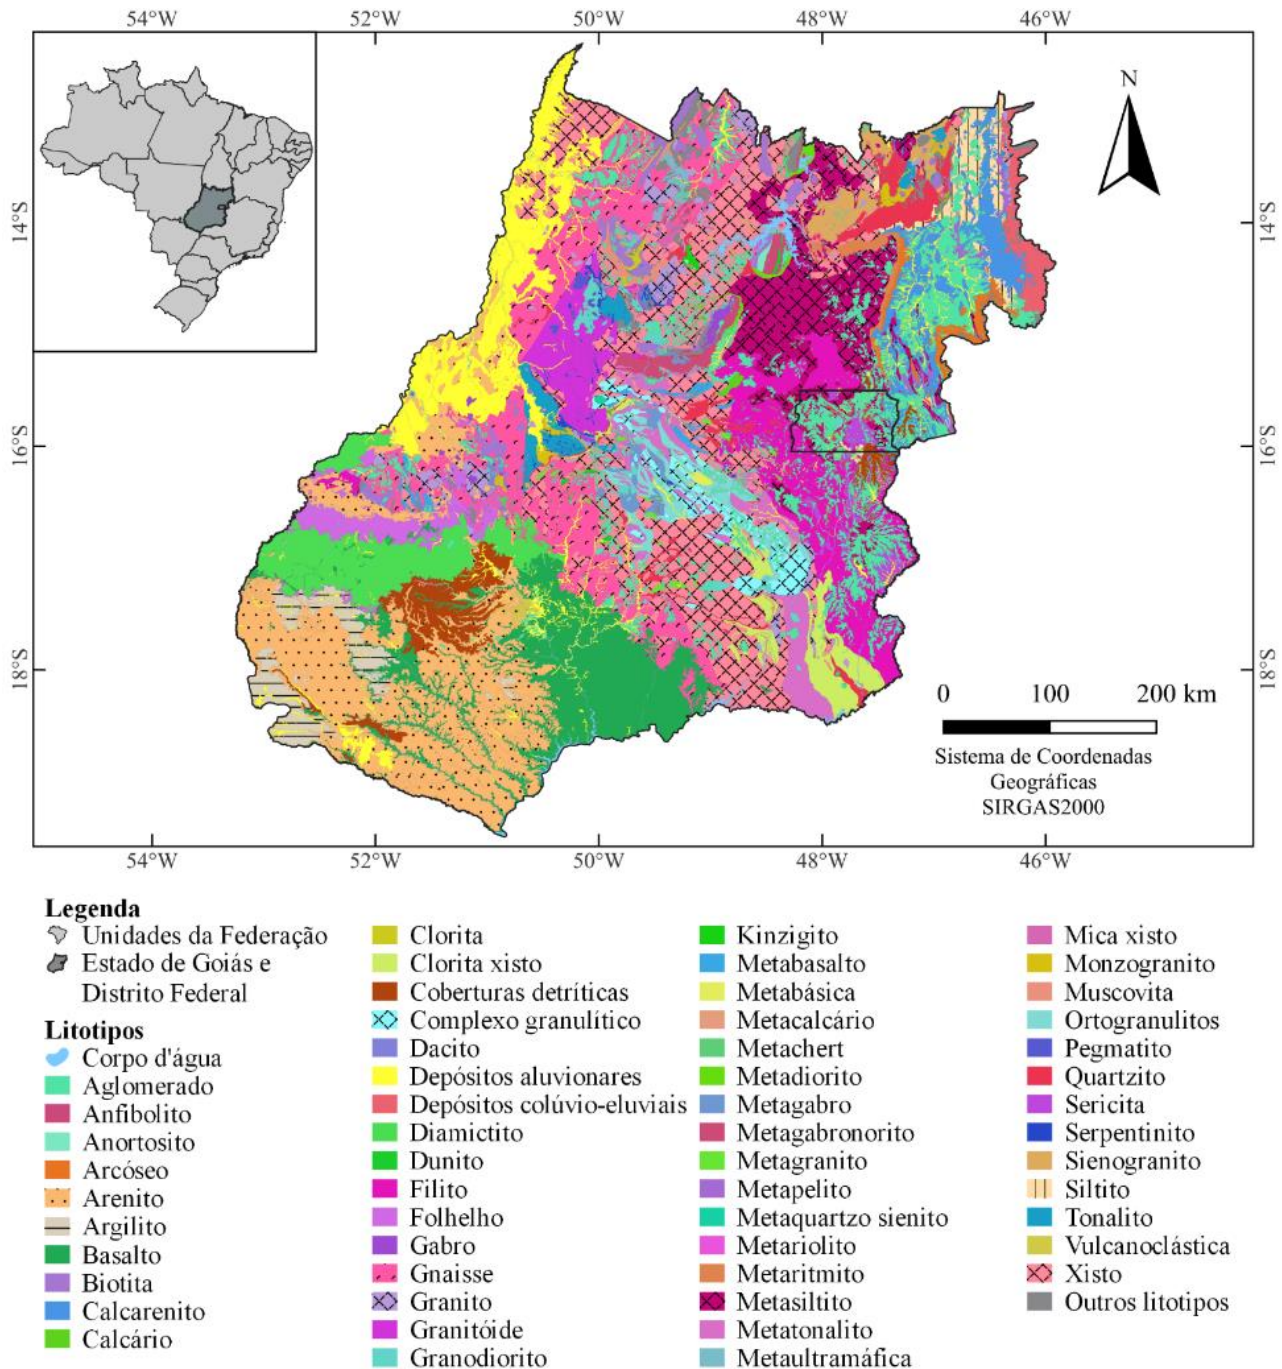 54°W 52°W 50°W 48°W 46°W
N
14°S 14°S
16°S 16°S
18°S 18°S
0 100 200 km
Sistema de Coordenadas
Geográficas
SIRGAS2000
54°W 52°W 50°W 48°W 46°W
Legenda
Unidades da Federação
Estado de Goiás e
Distrito Federal
Litotipos
Corpo d'água
Aglomerado
Anfibolito
Anortosito
Arcóseo
Arenito
Argilito
Basalto
Biotita
Calcarenito
Calcário
Clorita
Clorita xisto
Coberturas detríticas
Complexo granulítico
Dacito
Depósitos aluvionares
Depósitos colúvio-eluviais
Diamictito
Dunito
Filito
Folhelho
Gabro
Gnaisse
Granito
Granitóide
Granodiorito
Kinzigito
Metabasalto
Metabásica
Metacalcário
Metachert
Metadiorito
Metagabro
Metagabronorito
Metagranito
Metapelito
Metaquartzo sienito
Metariolito
Metaritmito
Metasiltito
Metatonalito
Metaultramáfica
Mica xisto
Monzogranito
Muscovita
Ortogranulitos
Pegmatito
Quartzito
Sericita
Serpentinito
Sienogranito
Siltito
Tonalito
Vulcanoclástica
Xisto
Outros litotipos